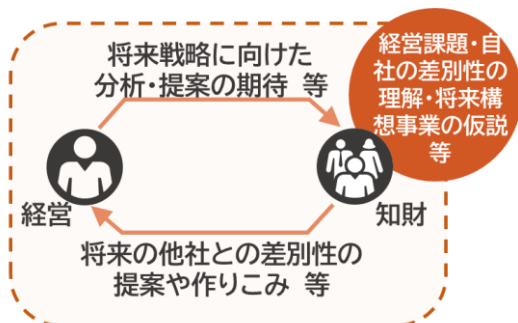 将来戦略に向けた
分析・提案の期待 等
経営課題・自
社の差別性の
理解・将来構
想事業の仮説
等
経営
知財
将来の他社との差別性の
提案や作りこみ 等